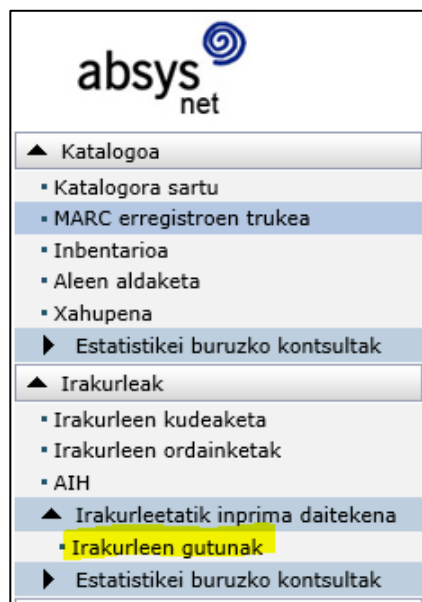 absys
net
Katalogoa
Katalogora sartu
MARC erregistroen trukea
Inbentarioa
Aleen aldaketa
Xahupena
Estatistikei buruzko kontsultak
Irakurleak
Irakurleen kudeaketa
Irakurleen ordainketak
AIH
Irakurleetatik inprima daitekena
Irakurleen gutunak
Estatistikei buruzko kontsultak